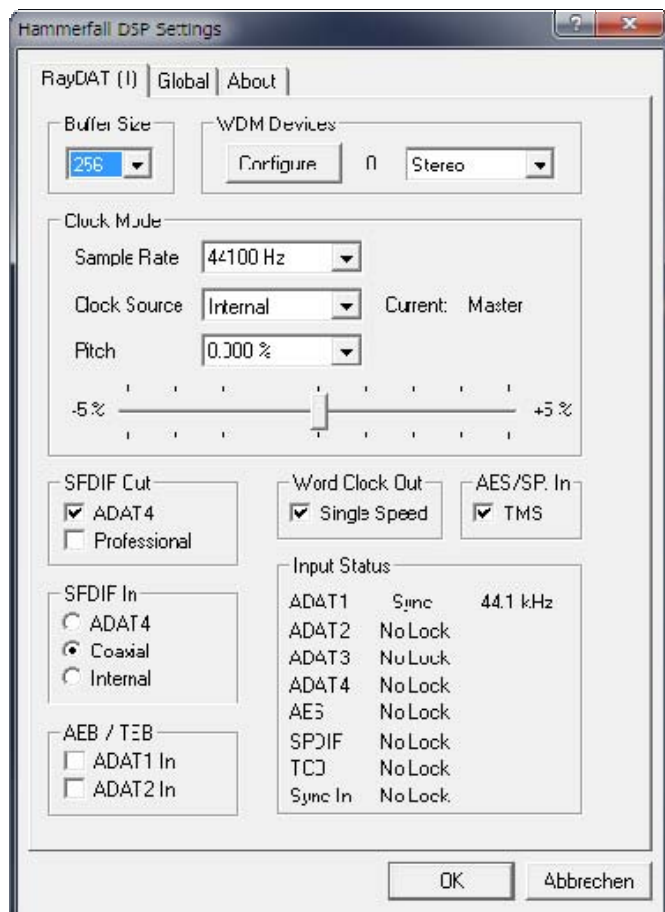 Hammerfall DSP Settings
RayDAT (1) Global About
Buffer Size
256
WDM Devices
Configure 0 Stereo
Clock Mode
Sample Rate 44100 Hz
Clock Source Internal Current: Master
Pitch 0.000 %
-5 % +5 %
SPDIF Out
ADAT4
Professional
Word Clock Out
Single Speed
AES/SP. In
TMS
SPDIF In
ADAT4
Coaxial
Internal
AEB / TEB
ADAT1 In
ADAT2 In
Input Status
ADAT1 Sync 44.1 kHz
ADAT2 No Lock
ADAT3 No Lock
ADAT4 No Lock
AES No Lock
SPDIF No Lock
TCO No Lock
Sync In No Lock
OK Abbrechen